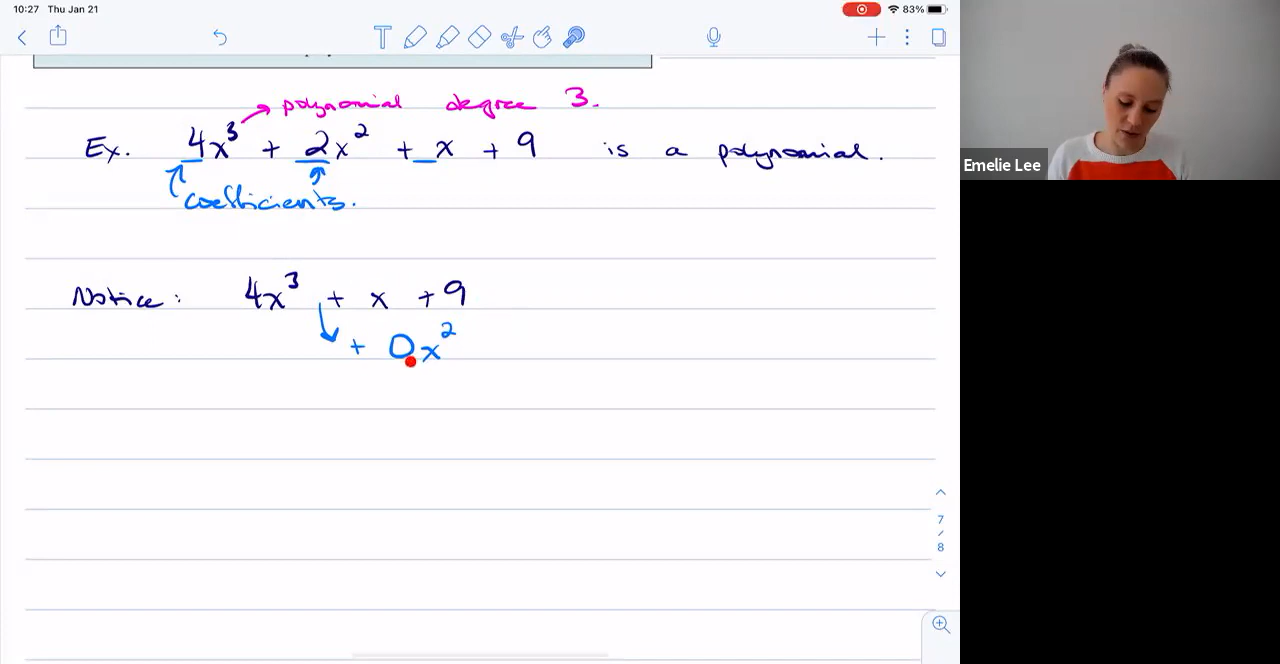 10:27 Thu Jan 21
83%
T
polynomial degree 3.
Ex. 4x³ + 2x² + _x + 9 is a polynomial.
coefficients.
Notice: 4x³ + x + 9
+ 0x²
7
/
8
Emelie Lee